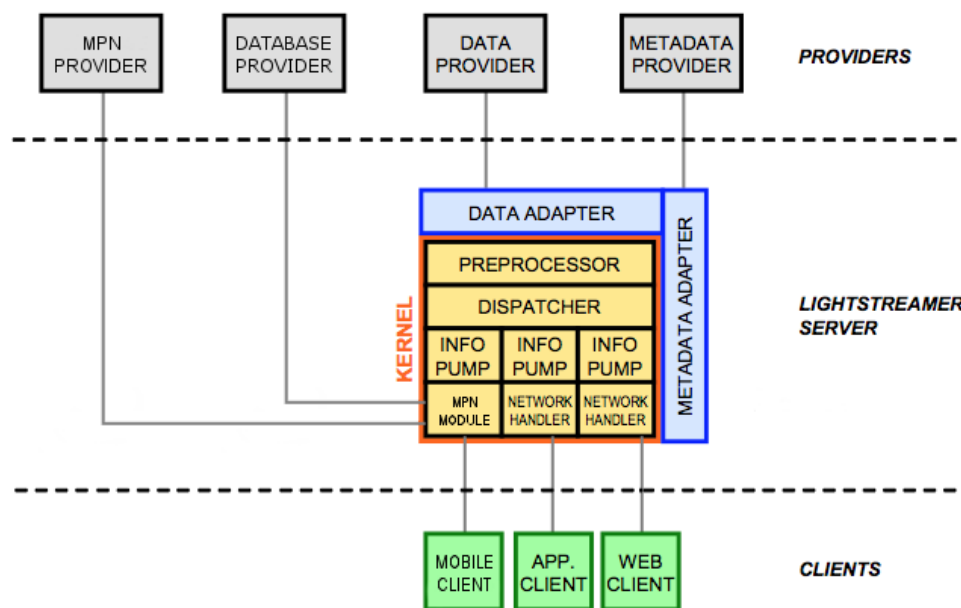 MPN
PROVIDER
DATABASE
PROVIDER
DATA
PROVIDER
METADATA
PROVIDER
PROVIDERS
DATA ADAPTER
METADATA ADAPTER
KERNEL
PREPROCESSOR
DISPATCHER
INFO
PUMP
INFO
PUMP
INFO
PUMP
MPN
MODULE
NETWORK
HANDLER
NETWORK
HANDLER
LIGHTSTREAMER
SERVER
MOBILE
CLIENT
APP.
CLIENT
WEB
CLIENT
CLIENTS